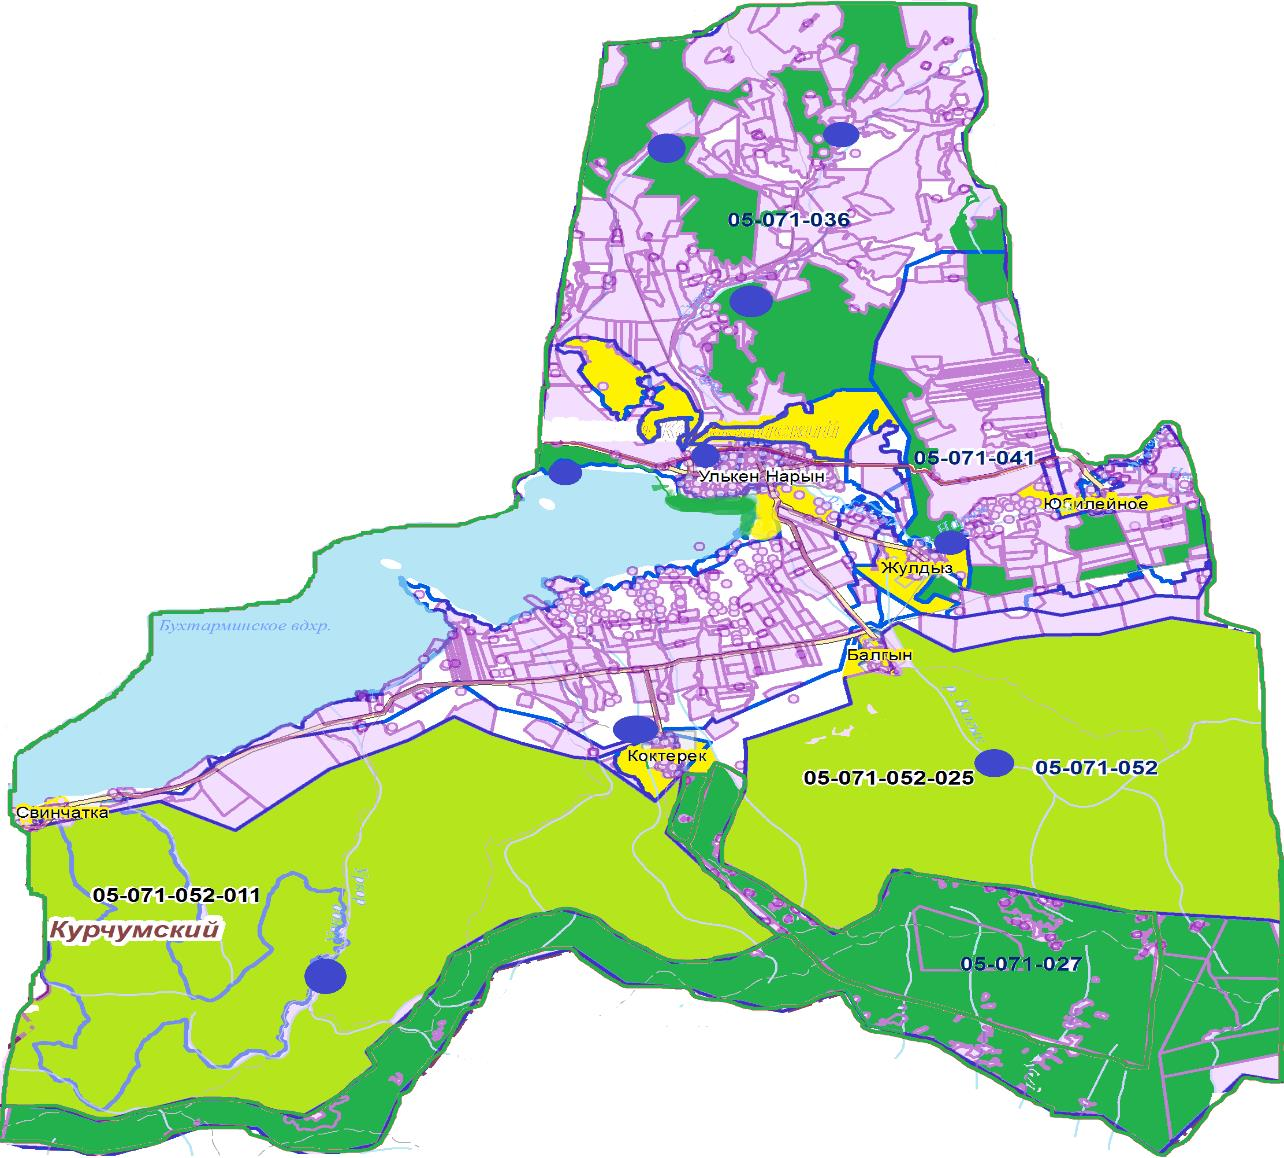 05-071-036
05-071-041
Улькен Нарын
Юбилейное
Жулдыз
Бухтарминское вдхр.
Балгын
Коктерек
05-071-052-025
05-071-052
Свинчатка
05-071-052-011
Курчумский
05-071-027